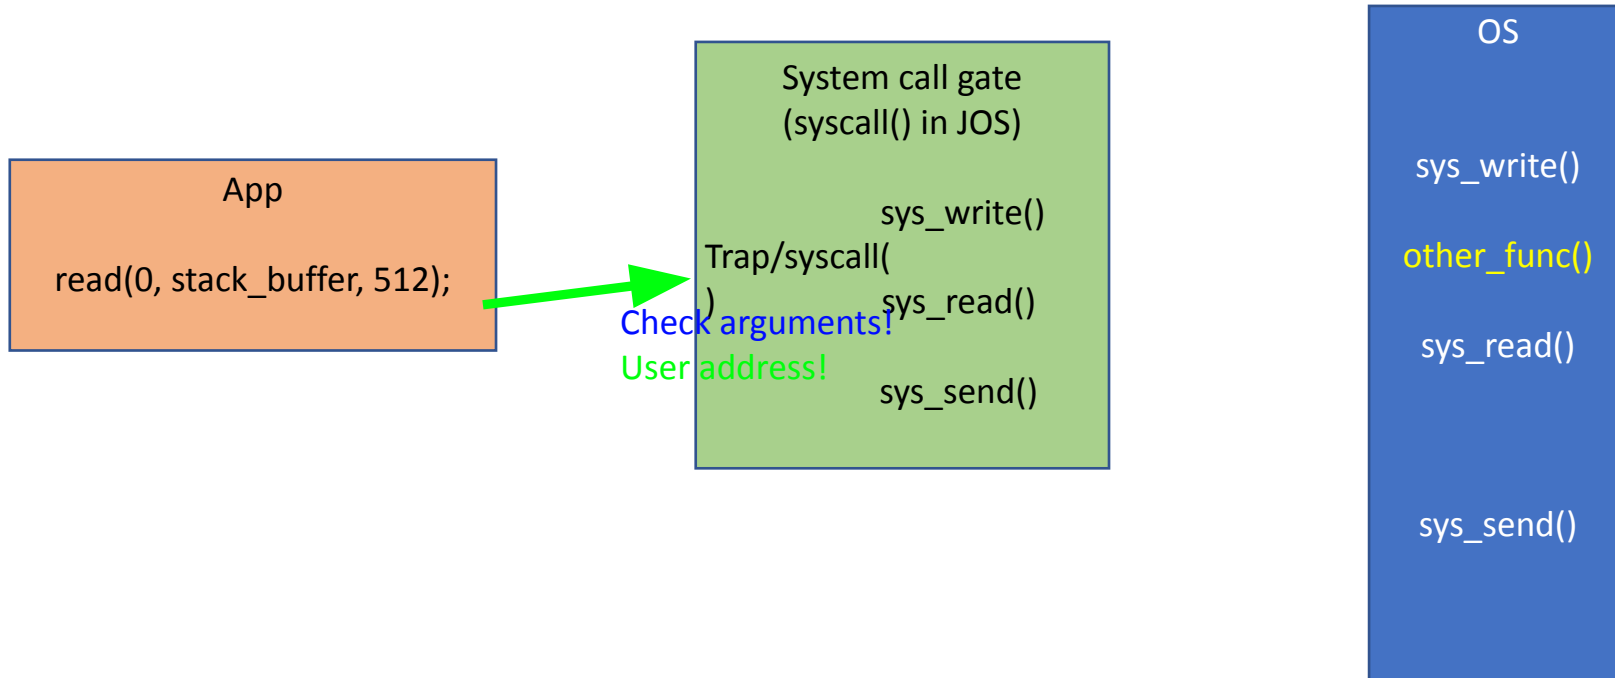 App
read(0, stack_buffer, 512);
System call gate
(syscall() in JOS)
sys_write()
Trap/syscall(
)
sys_read()
Check arguments!
User address!
sys_send()
OS
sys_write()
other_func()
sys_read()
sys_send()